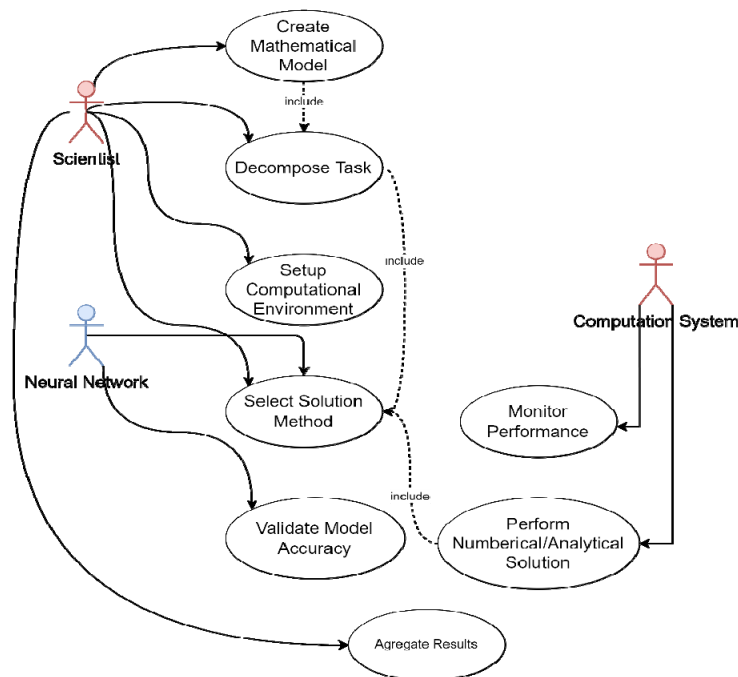 Create
Mathematical
Model
include
Scientist
Decompose Task
include
Setup
Computational
Environment
Computation System
Neural Network
Select Solution
Method
Monitor
Performance
include
Validate Model
Accuracy
Perform
Numberical/Analytical
Solution
Agregate Results